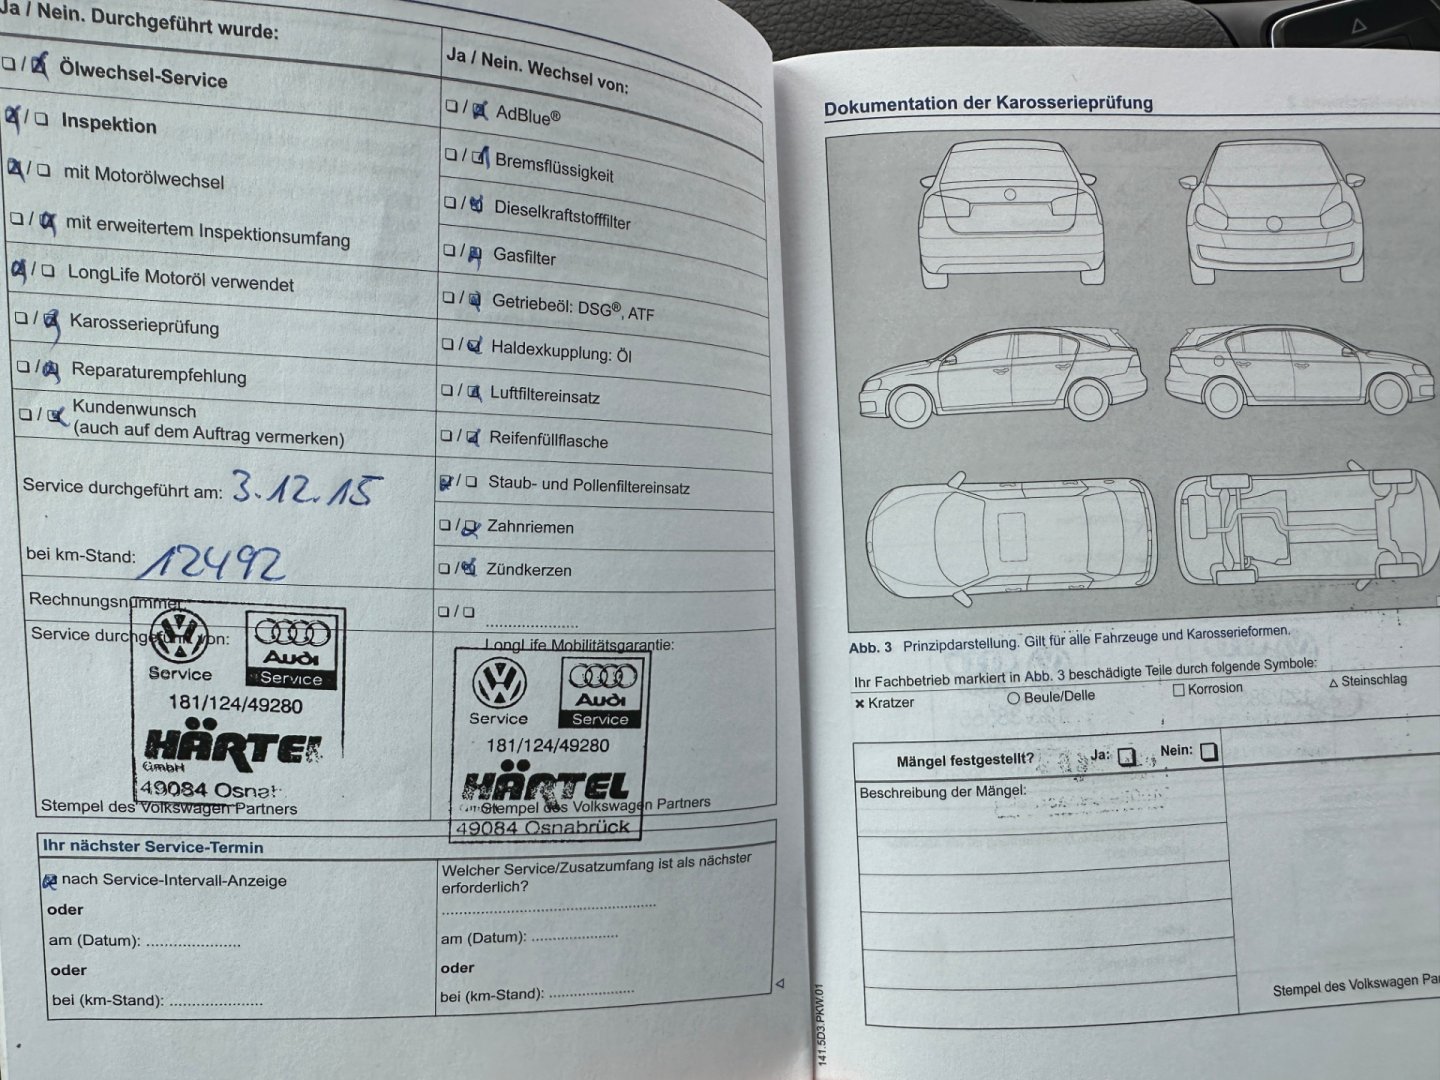 Ja / Nein. Durchgeführt wurde:
Ölwechsel-Service
Inspektion
mit Motorölwechsel
mit erweitertem Inspektionsumfang
LongLife Motoröl verwendet
Karosserieprüfung
Reparaturempfehlung
Kundenwunsch
(auch auf dem Auftrag vermerken)
Service durchgeführt am: 3.12.15
bei km-Stand: 12492
Rechnungsnummer
Service durchgeführt von:
Service
Audi
Service
181/124/49280
HÄRTEL
GmbH
49084 Osna
Stempel des Volkswagen Partners
Ja / Nein. Wechsel von:
AdBlue®
Bremsflüssigkeit
Dieselkraftstofffilter
Gasfilter
Getriebeöl: DSG®, ATF
Haldexkupplung: Öl
Luftfiltereinsatz
Reifenfüllflasche
Staub- und Pollenfiltereinsatz
Zahnriemen
Zündkerzen
LongLife Mobilitätsgarantie:
Service
Audi
Service
181/124/49280
HÄRTEL
Stempel des Volkswagen Partners
49084 Osnabrück
Ihr nächster Service-Termin
nach Service-Intervall-Anzeige
oder
am (Datum): ....................
oder
bei (km-Stand): ....................
Welcher Service/Zusatzumfang ist als nächster
erforderlich?
am (Datum): ..................
oder
bei (km-Stand): ..................
Dokumentation der Karosserieprüfung
Abb. 3 Prinzipdarstellung. Gilt für alle Fahrzeuge und Karosserieformen.
Ihr Fachbetrieb markiert in Abb. 3 beschädigte Teile durch folgende Symbole:
× Kratzer ○ Beule/Delle □ Korrosion △ Steinschlag
Mängel festgestellt? Ja: Nein:
Beschreibung der Mängel:
Stempel des Volkswagen
141.5D3.PKW.01